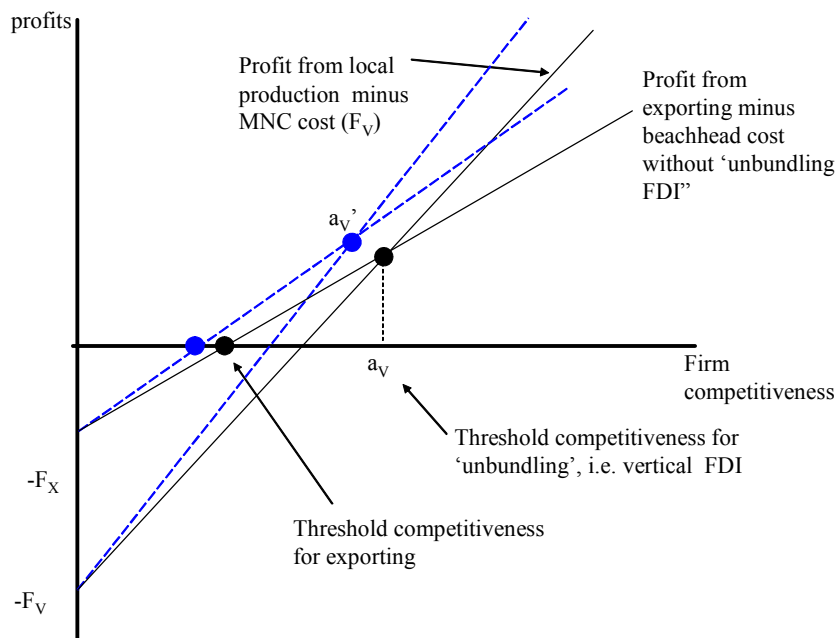 profits
Profit from local
production minus
MNC cost (FV)
Profit from
exporting minus
beachhead cost
without ‘unbundling
FDI”
aV’
aV
Firm
competitiveness
Threshold competitiveness for
‘unbundling’, i.e. vertical FDI
-FX
Threshold competitiveness
for exporting
-FV